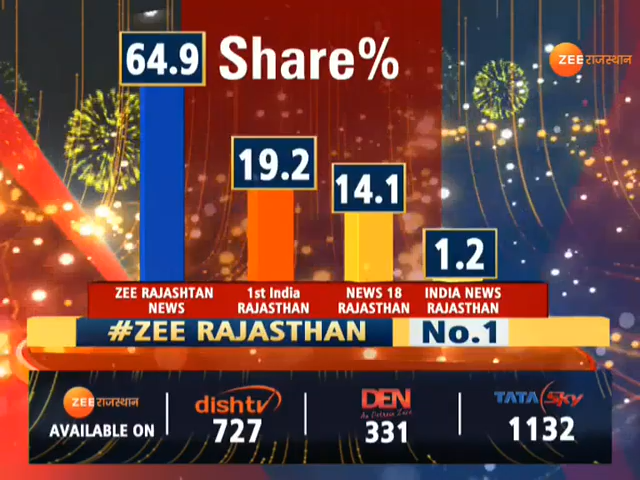 64.9
Share%
ZEE राजस्थान
19.2
14.1
1.2
ZEE RAJASHTAN
NEWS
1st India
RAJASTHAN
NEWS 18
RAJASTHAN
INDIA NEWS
RAJASTHAN
#ZEE RAJASTHAN
No.1
ZEE राजस्थान
AVAILABLE ON
dishtv
727
DEN
331
TATA Sky
1132